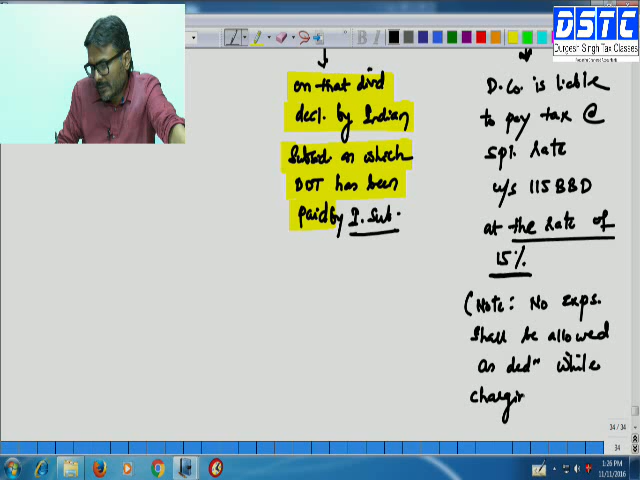 DSTC
Durgesh Singh Tax Classes
on that divd
decl. by Indian
Subsid on which
DDT has been
paid by I. Sub.
D. Co. is liable
to pay tax @
spl. Rate
u/s 115BBD
at the Rate of
15%
(Note: No exps.
shall be allowed
as dedn while
chargin
34 / 34
34
1:26 PM
11/11/2016